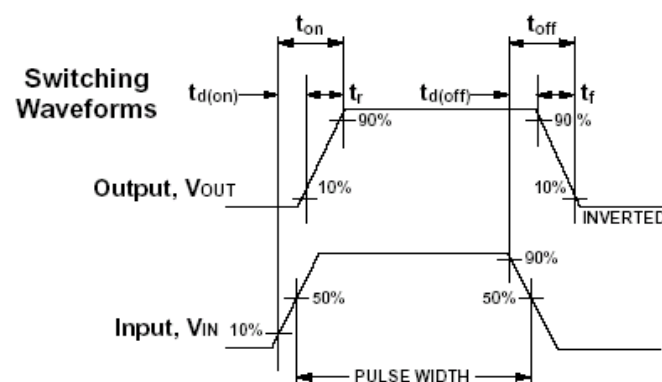 ton
toff
Switching
Waveforms
td(on)
tr
td(off)
tf
90%
90 %
Output, VOUT
10%
10%
INVERTED
90%
50%
50%
Input, VIN
10%
PULSE WIDTH